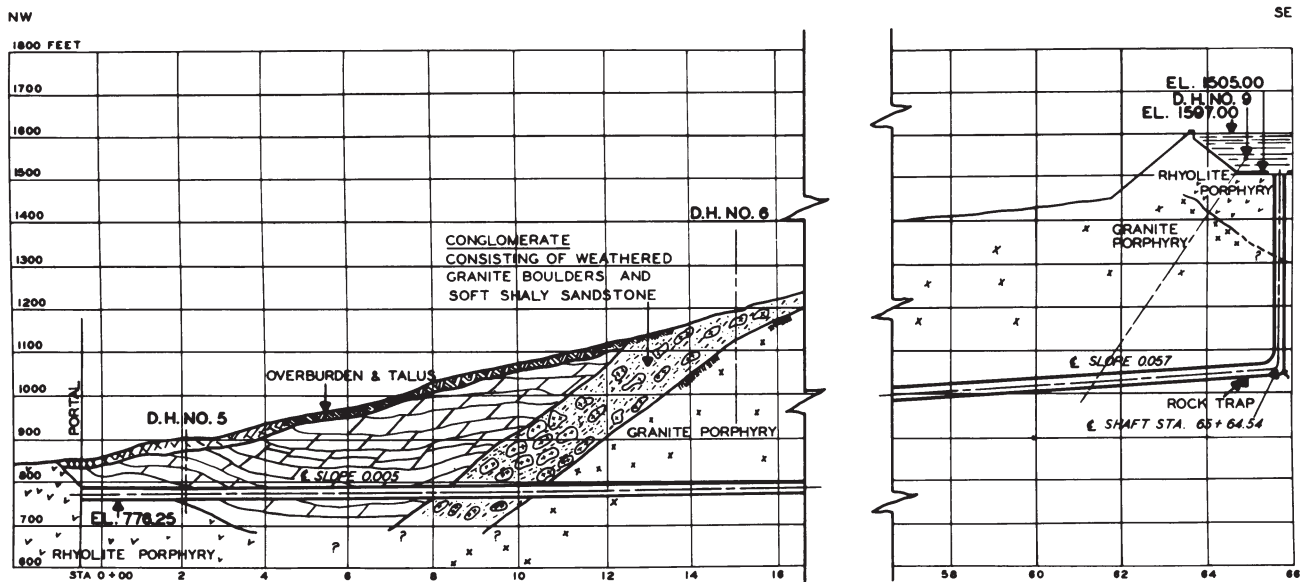 NW
SE
1800 FEET
1700
1600
1500
1400
1300
1200
1100
1000
900
800
700
600
EL. 1505.00
D.H. NO. 9
EL. 1597.00
RHYOLITE
PORPHYRY
GRANITE
PORPHYRY
D.H. NO. 6
CONGLOMERATE
CONSISTING OF WEATHERED
GRANITE BOULDERS AND
SOFT SHALY SANDSTONE
OVERBURDEN & TALUS
PORTAL
D.H. NO. 5
GRANITE PORPHYRY
℄ SLOPE 0.005
℄ SLOPE 0.057
ROCK TRAP
℄ SHAFT STA. 65+64.54
EL. 776.25
RHYOLITE PORPHYRY
?
?
?
?
?
STA 0+00 2 4 6 8 10 12 14 16 58 60 62 64 66